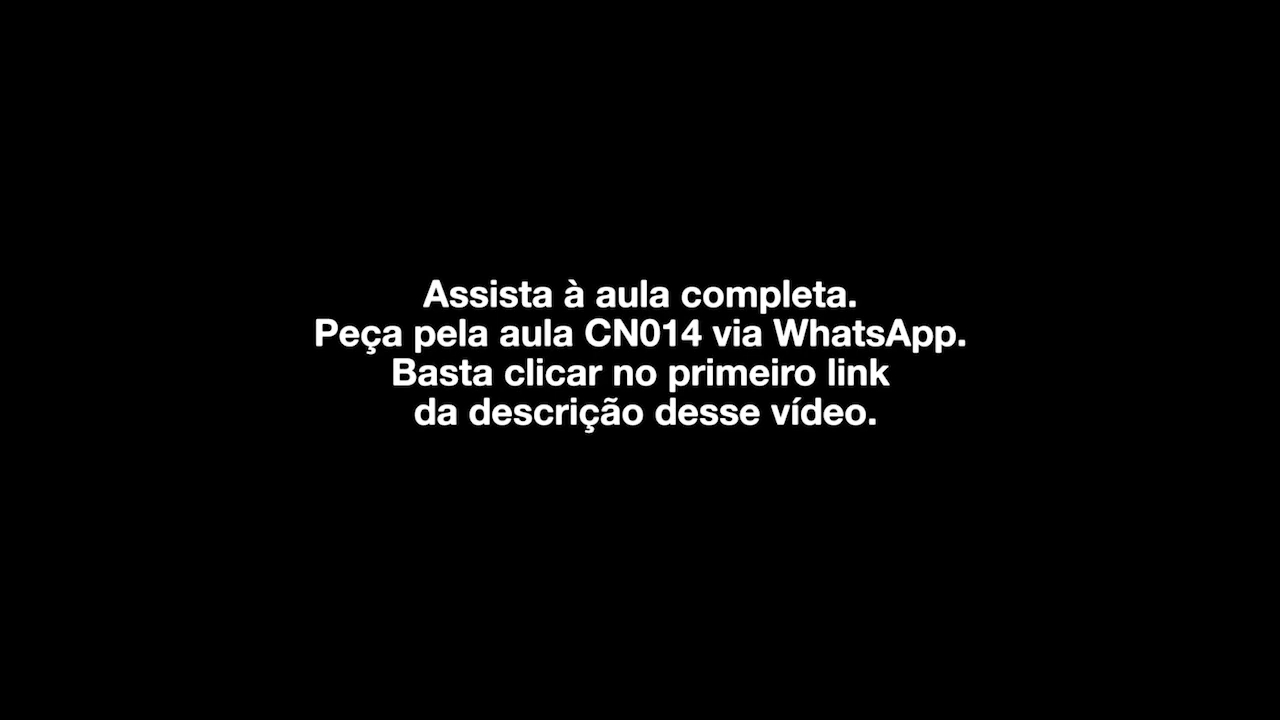 Assista à aula completa.
Peça pela aula CN014 via WhatsApp.
Basta clicar no primeiro link
da descrição desse vídeo.